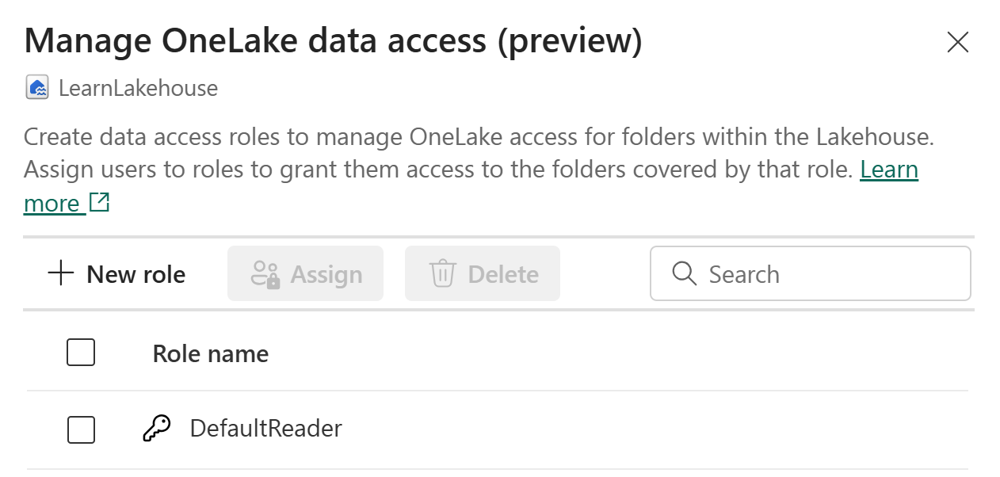 Manage OneLake data access (preview)
LearnLakehouse
Create data access roles to manage OneLake access for folders within the Lakehouse.
Assign users to roles to grant them access to the folders covered by that role. Learn
more
New role Assign Delete Search
Role name
DefaultReader